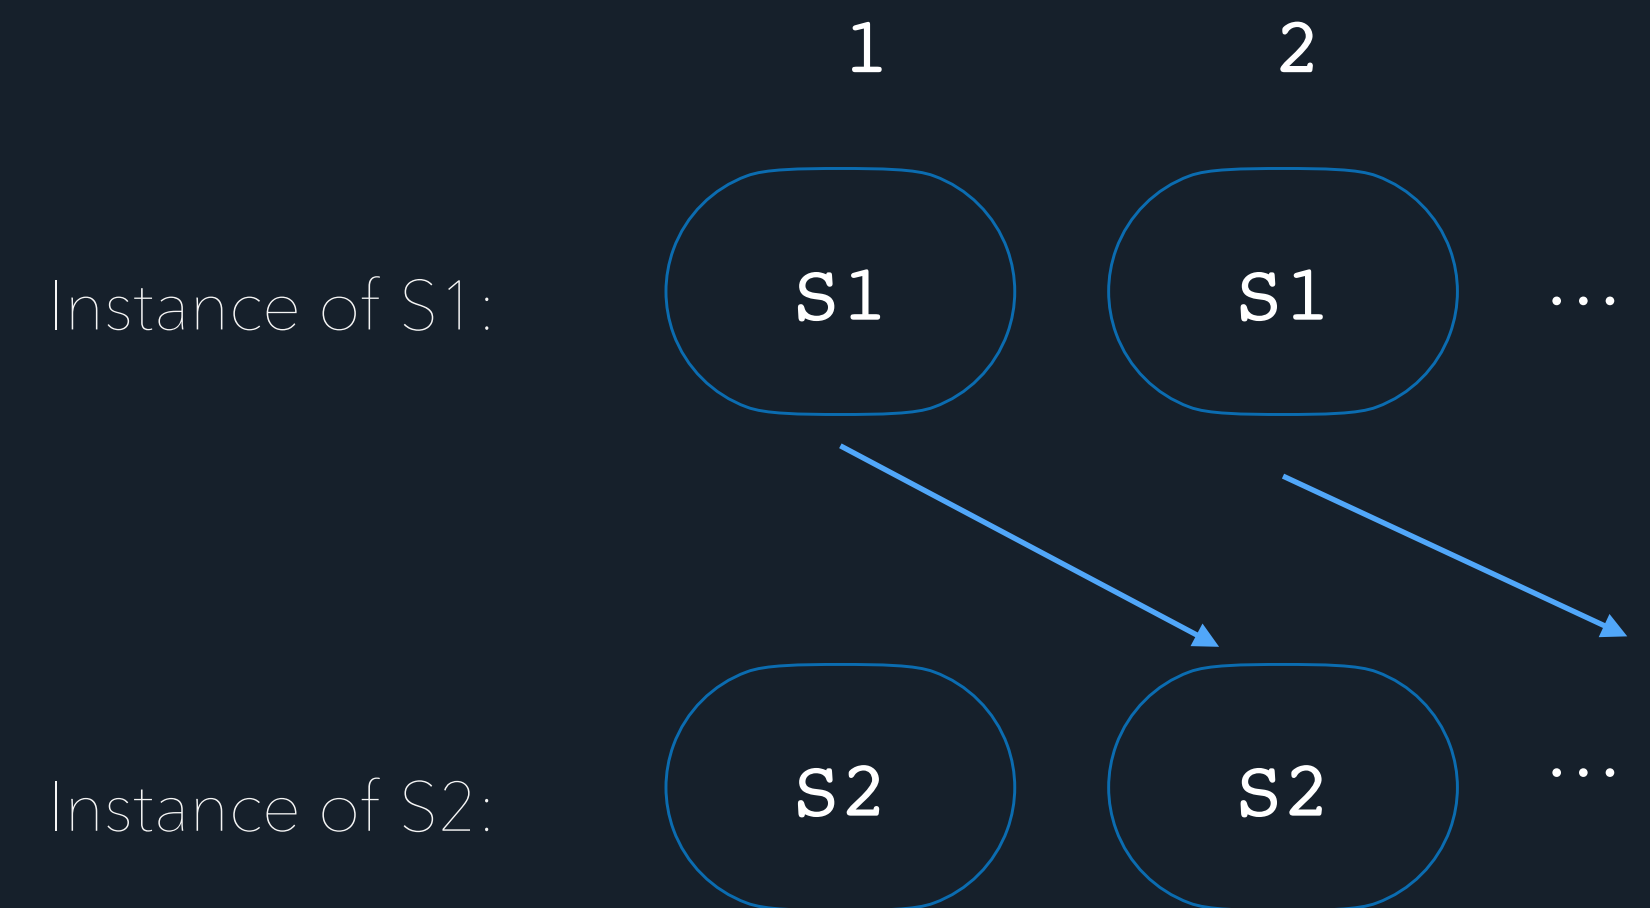 1 2
Instance of S1: S1 S1 ...
Instance of S2: S2 S2 ...